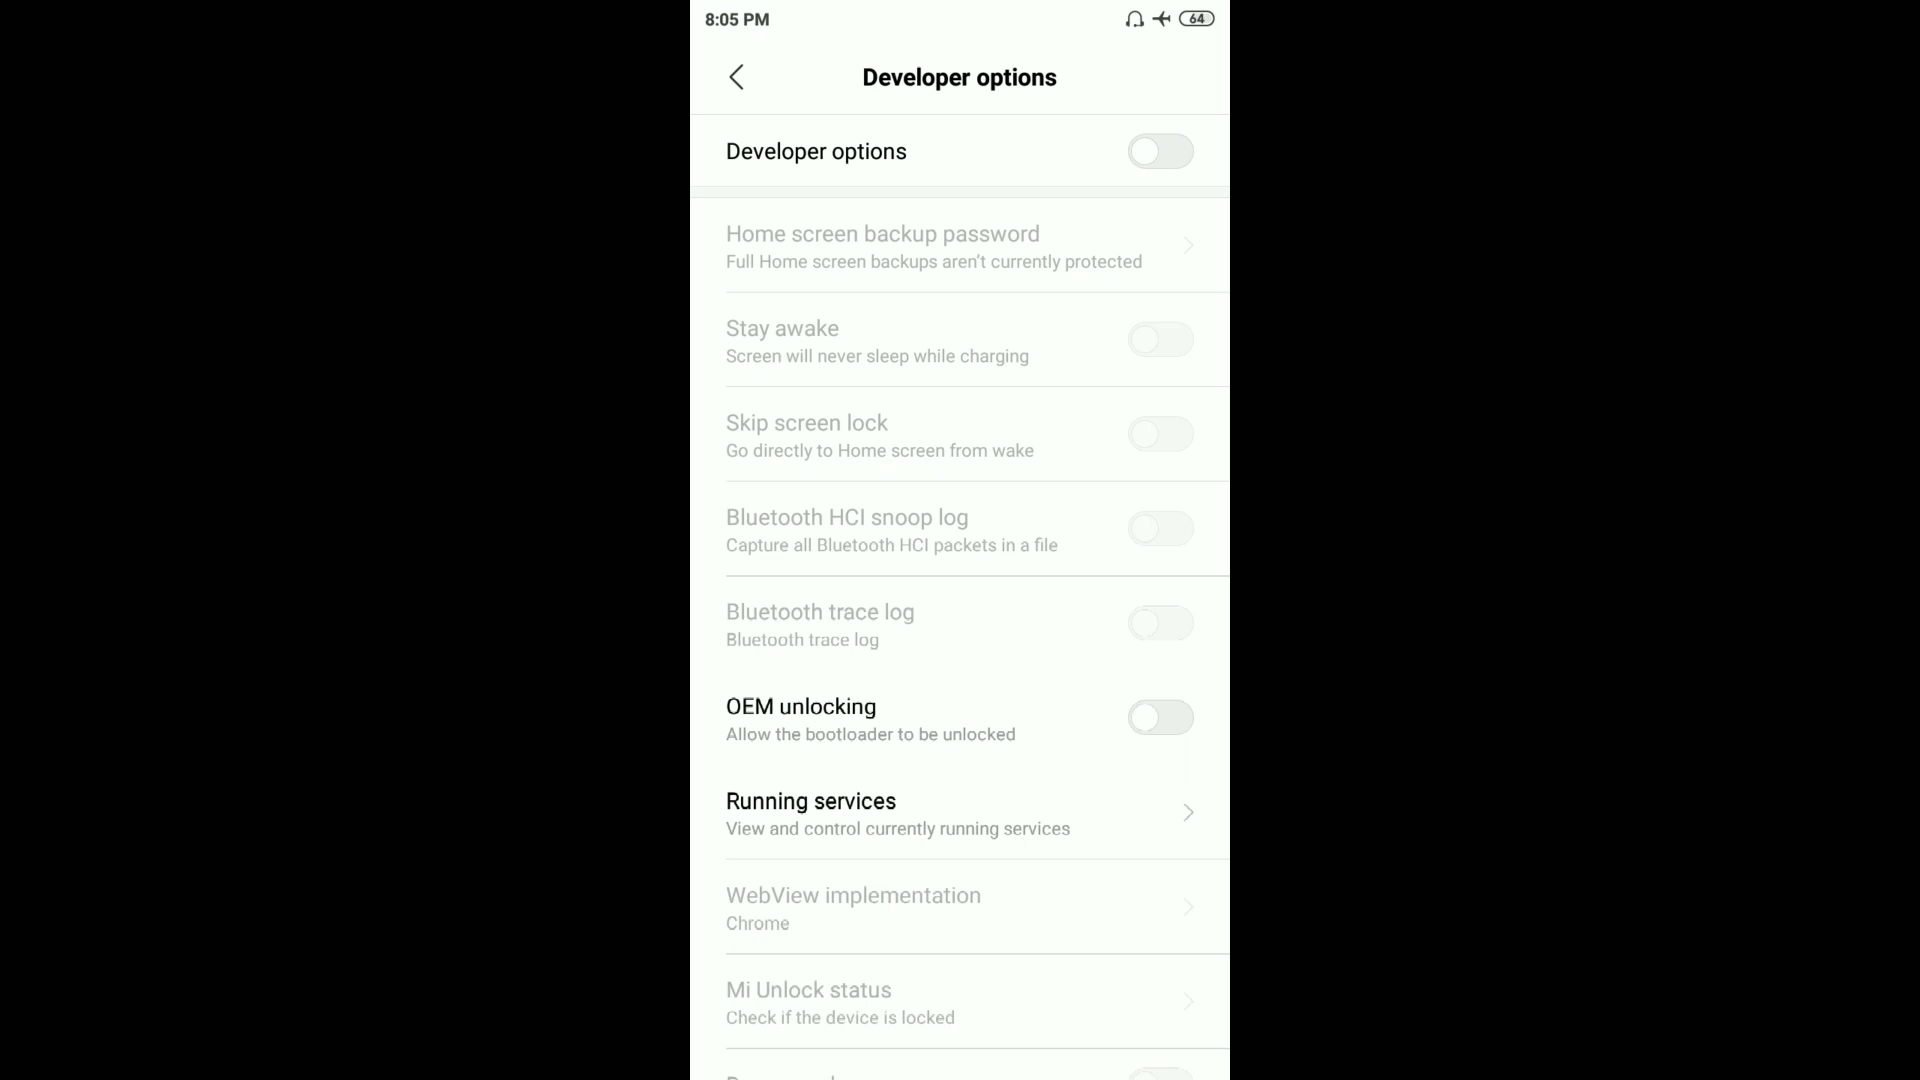 8:05 PM
64
Developer options
Developer options
Home screen backup password
Full Home screen backups aren't currently protected
Stay awake
Screen will never sleep while charging
Skip screen lock
Go directly to Home screen from wake
Bluetooth HCI snoop log
Capture all Bluetooth HCI packets in a file
Bluetooth trace log
Bluetooth trace log
OEM unlocking
Allow the bootloader to be unlocked
Running services
View and control currently running services
WebView implementation
Chrome
Mi Unlock status
Check if the device is locked